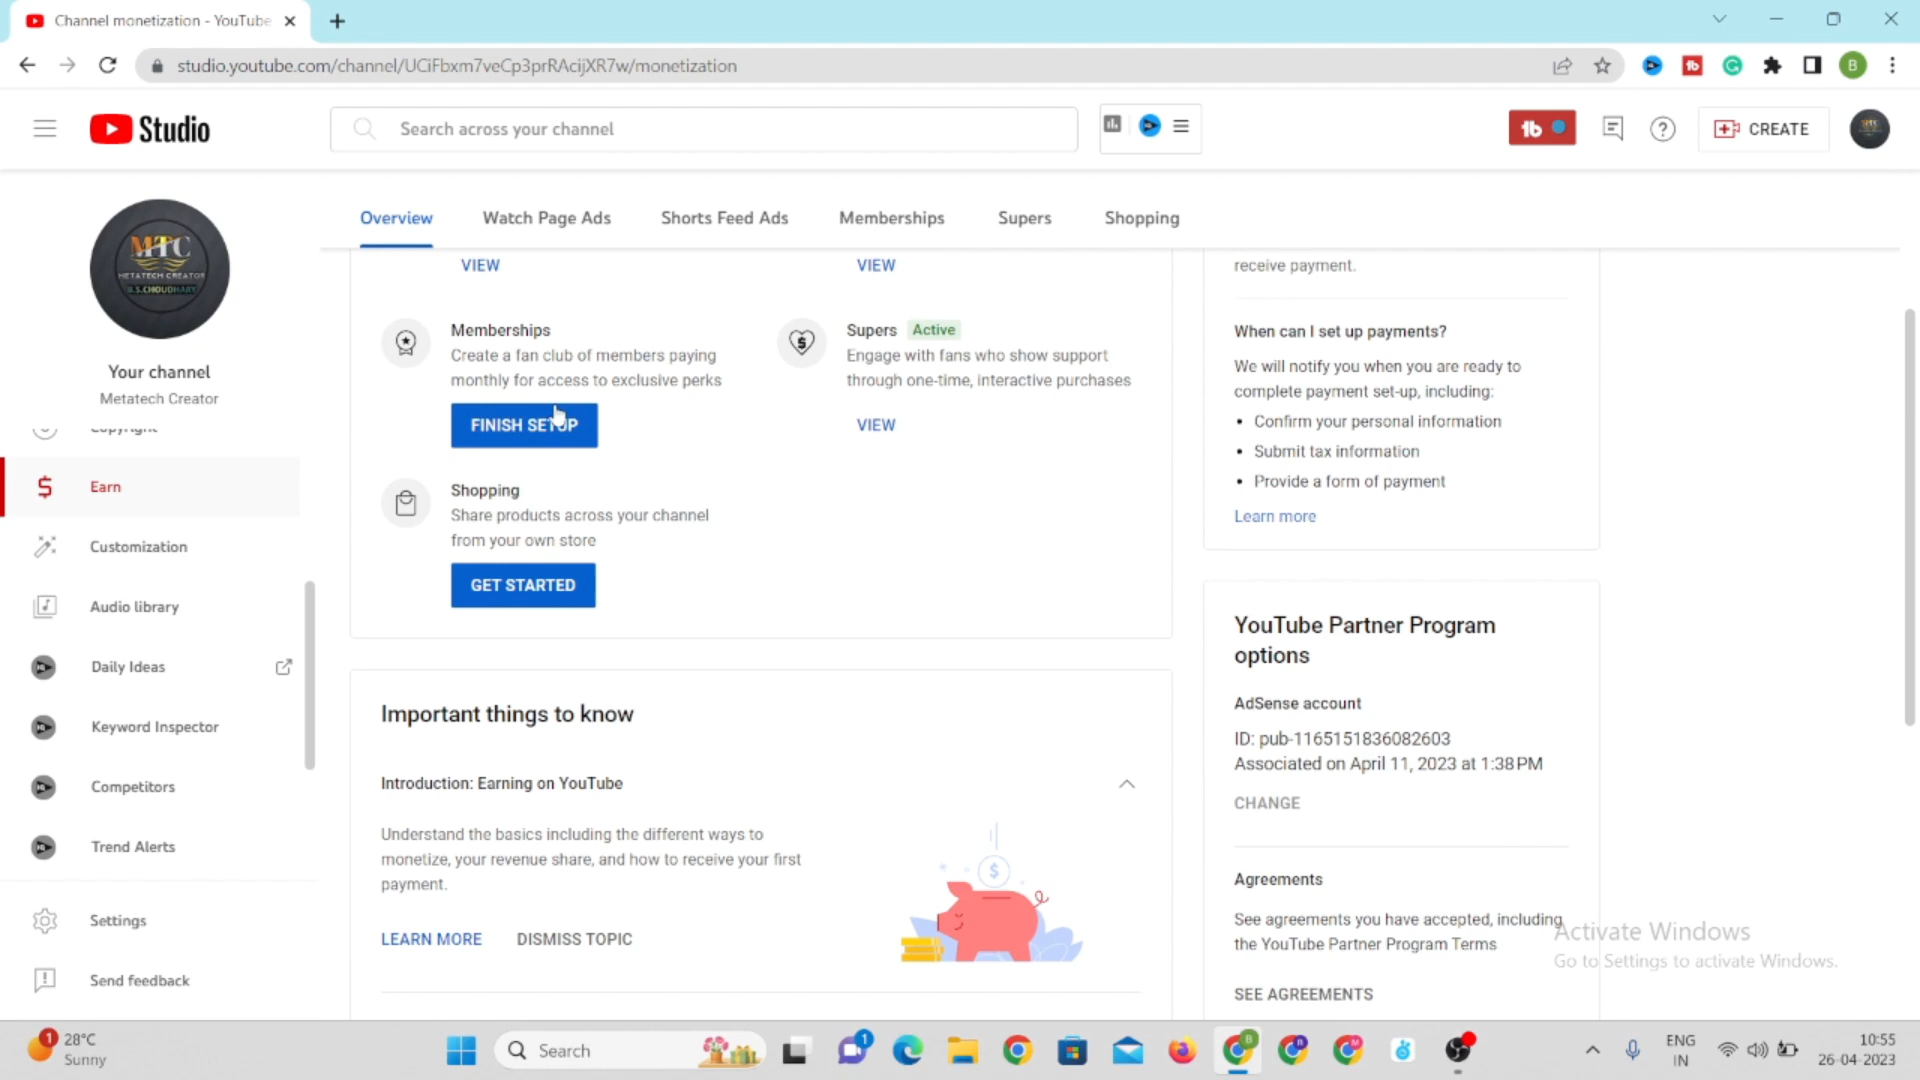 Channel monetization - YouTube
studio.youtube.com/channel/UCiFbxm7veCp3prRAcijXR7w/monetization
B
Studio
Search across your channel
CREATE
Overview
Watch Page Ads
Shorts Feed Ads
Memberships
Supers
Shopping
MTC
METATECH CREATOR
B.S.CHOUDHARY
Your channel
Metatech Creator
Copyright
Earn
Customization
Audio library
Daily Ideas
Keyword Inspector
Competitors
Trend Alerts
Settings
Send feedback
VIEW
VIEW
Memberships
Create a fan club of members paying
monthly for access to exclusive perks
FINISH SETUP
Supers Active
Engage with fans who show support
through one-time, interactive purchases
VIEW
Shopping
Share products across your channel
from your own store
GET STARTED
Important things to know
Introduction: Earning on YouTube
Understand the basics including the different ways to
monetize, your revenue share, and how to receive your first
payment.
LEARN MORE
DISMISS TOPIC
receive payment.
When can I set up payments?
We will notify you when you are ready to
complete payment set-up, including:
• Confirm your personal information
• Submit tax information
• Provide a form of payment
Learn more
YouTube Partner Program
options
AdSense account
ID: pub-1165151836082603
Associated on April 11, 2023 at 1:38 PM
CHANGE
Agreements
See agreements you have accepted, including
the YouTube Partner Program Terms
SEE AGREEMENTS
Activate Windows
Go to Settings to activate Windows.
1
28°C
Sunny
Search
1
ENG
IN
10:55
26-04-2023